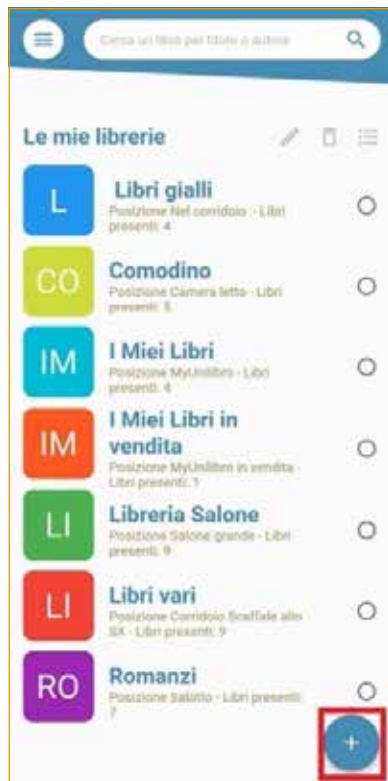 Cerca un libro per titolo o autore
Le mie librerie
L
Libri gialli
Posizione Nel corridoio - Libri
presenti: 4
CO
Comodino
Posizione Camera letto - Libri
presenti: 5
IM
I Miei Libri
Posizione MyUnilibro - Libri
presenti: 4
IM
I Miei Libri in
vendita
Posizione MyUnilibro in vendita -
Libri presenti: 1
LI
Libreria Salone
Posizione Salone grande - Libri
presenti: 9
LI
Libri vari
Posizione Corridoio Scaffale alto
SX - Libri presenti: 9
RO
Romanzi
Posizione Salotto - Libri presenti:
7
+